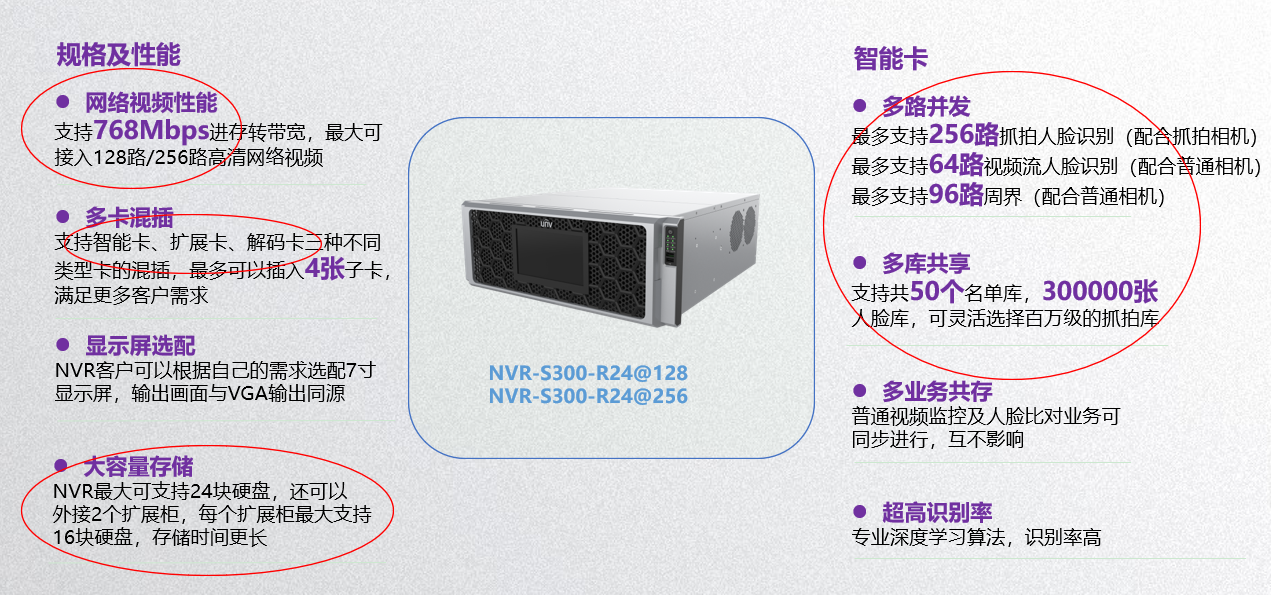 规格及性能
● 网络视频性能
支持768Mbps进存转带宽，最大可
接入128路/256路高清网络视频
● 多卡混插
支持智能卡、扩展卡、解码卡三种不同
类型卡的混插，最多可以插入4张子卡，
满足更多客户需求
● 显示屏选配
NVR客户可以根据自己的需求选配7寸
显示屏，输出画面与VGA输出同源
● 大容量存储
NVR最大可支持24块硬盘，还可以
外接2个扩展柜，每个扩展柜最大支持
16块硬盘，存储时间更长
unv
NVR-S300-R24@128
NVR-S300-R24@256
智能卡
● 多路并发
最多支持256路抓拍人脸识别（配合抓拍相机）
最多支持64路视频流人脸识别（配合普通相机）
最多支持96路周界（配合普通相机）
● 多库共享
支持共50个名单库，300000张
人脸库，可灵活选择百万级的抓拍库
● 多业务共存
普通视频监控及人脸比对业务可
同步进行，互不影响
● 超高识别率
专业深度学习算法，识别率高